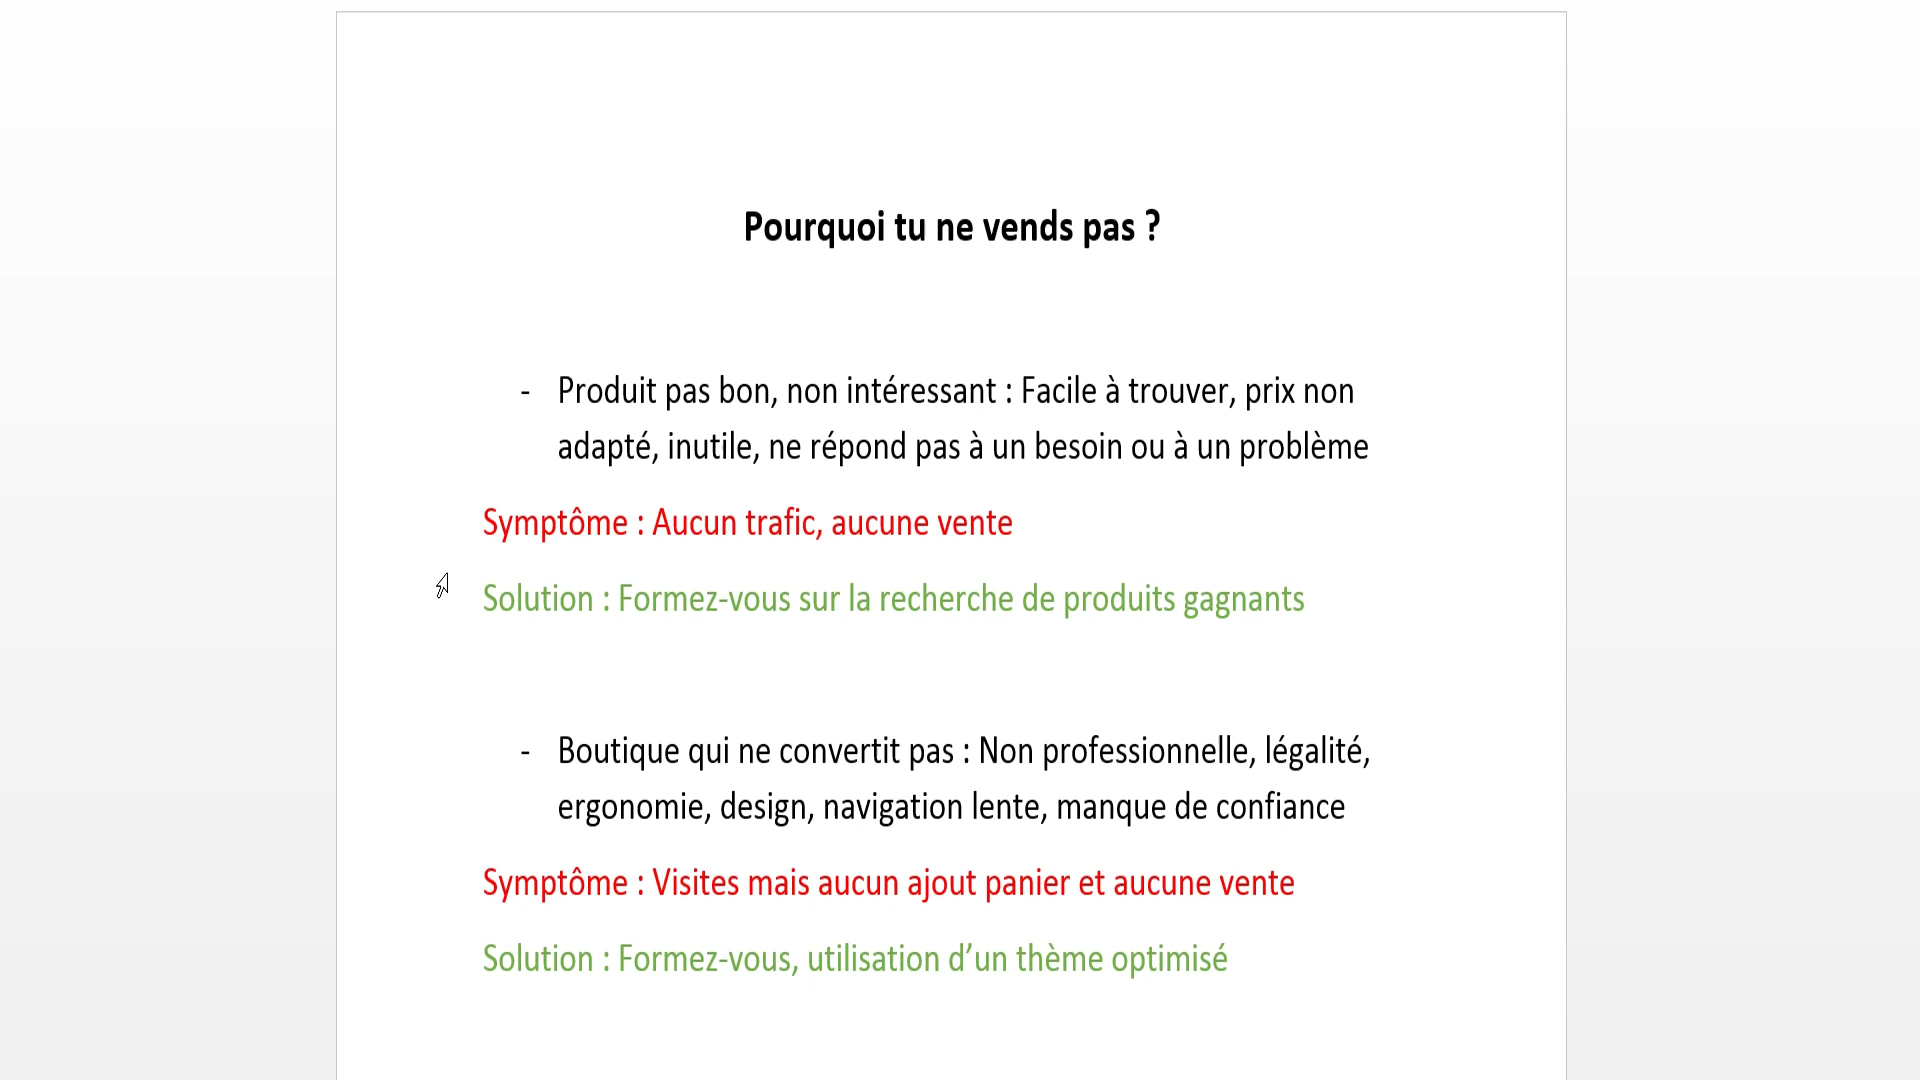 Pourquoi tu ne vends pas ?
- Produit pas bon, non intéressant : Facile à trouver, prix non
adapté, inutile, ne répond pas à un besoin ou à un problème
Symptôme : Aucun trafic, aucune vente
Solution : Formez-vous sur la recherche de produits gagnants
- Boutique qui ne convertit pas : Non professionnelle, légalité,
ergonomie, design, navigation lente, manque de confiance
Symptôme : Visites mais aucun ajout panier et aucune vente
Solution : Formez-vous, utilisation d’un thème optimisé